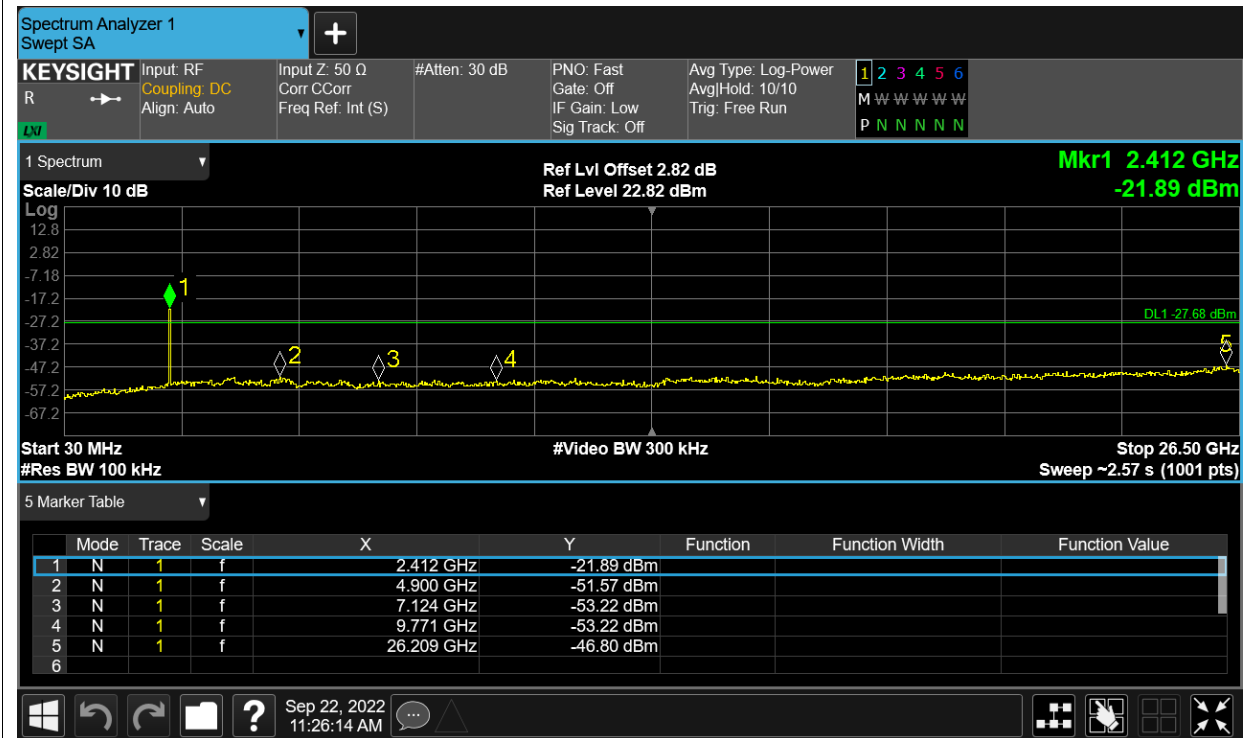 Spectrum Analyzer 1
Swept SA
+
KEYSIGHT
R
LXI
Input: RF
Coupling: DC
Align: Auto
Input Z: 50 Ω
Corr CCorr
Freq Ref: Int (S)
#Atten: 30 dB
PNO: Fast
Gate: Off
IF Gain: Low
Sig Track: Off
Avg Type: Log-Power
Avg|Hold: 10/10
Trig: Free Run
1 2 3 4 5 6
M W W W W W
P N N N N N
1 Spectrum
Scale/Div 10 dB
Ref Lvl Offset 2.82 dB
Ref Level 22.82 dBm
Mkr1 2.412 GHz
-21.89 dBm
Log
12.8
2.82
-7.18
-17.2
-27.2
-37.2
-47.2
-57.2
-67.2
1
DL1 -27.68 dBm
2
3
4
5
Start 30 MHz
#Video BW 300 kHz
Stop 26.50 GHz
#Res BW 100 kHz
Sweep ~2.57 s (1001 pts)
5 Marker Table
Mode Trace Scale X Y Function Function Width Function Value
1 N 1 f 2.412 GHz -21.89 dBm
2 N 1 f 4.900 GHz -51.57 dBm
3 N 1 f 7.124 GHz -53.22 dBm
4 N 1 f 9.771 GHz -53.22 dBm
5 N 1 f 26.209 GHz -46.80 dBm
6
?
Sep 22, 2022
11:26:14 AM